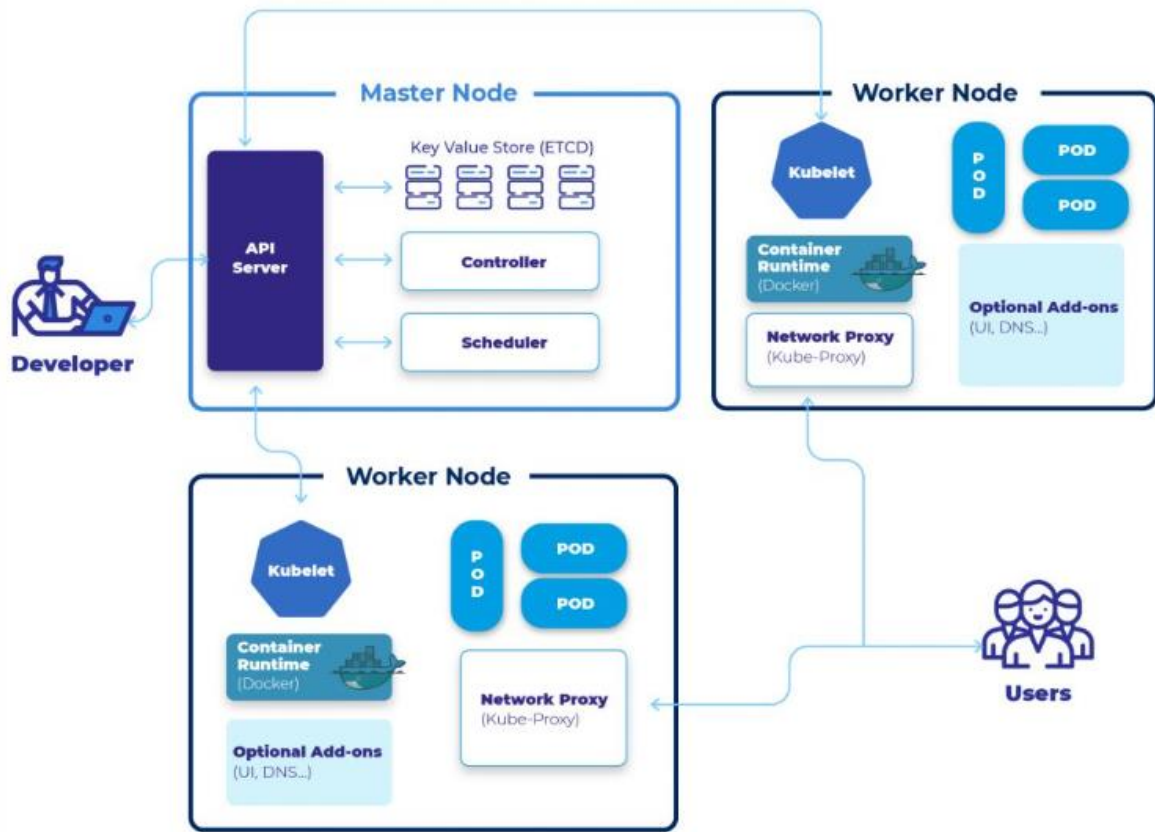 Master Node
Key Value Store (ETCD)
API
Server
Controller
Scheduler
Developer
Worker Node
Kubelet
P
O
D
POD
POD
Container
Runtime
(Docker)
Network Proxy
(Kube-Proxy)
Optional Add-ons
(UI, DNS...)
Worker Node
Kubelet
P
O
D
POD
POD
Container
Runtime
(Docker)
Network Proxy
(Kube-Proxy)
Optional Add-ons
(UI, DNS...)
Users